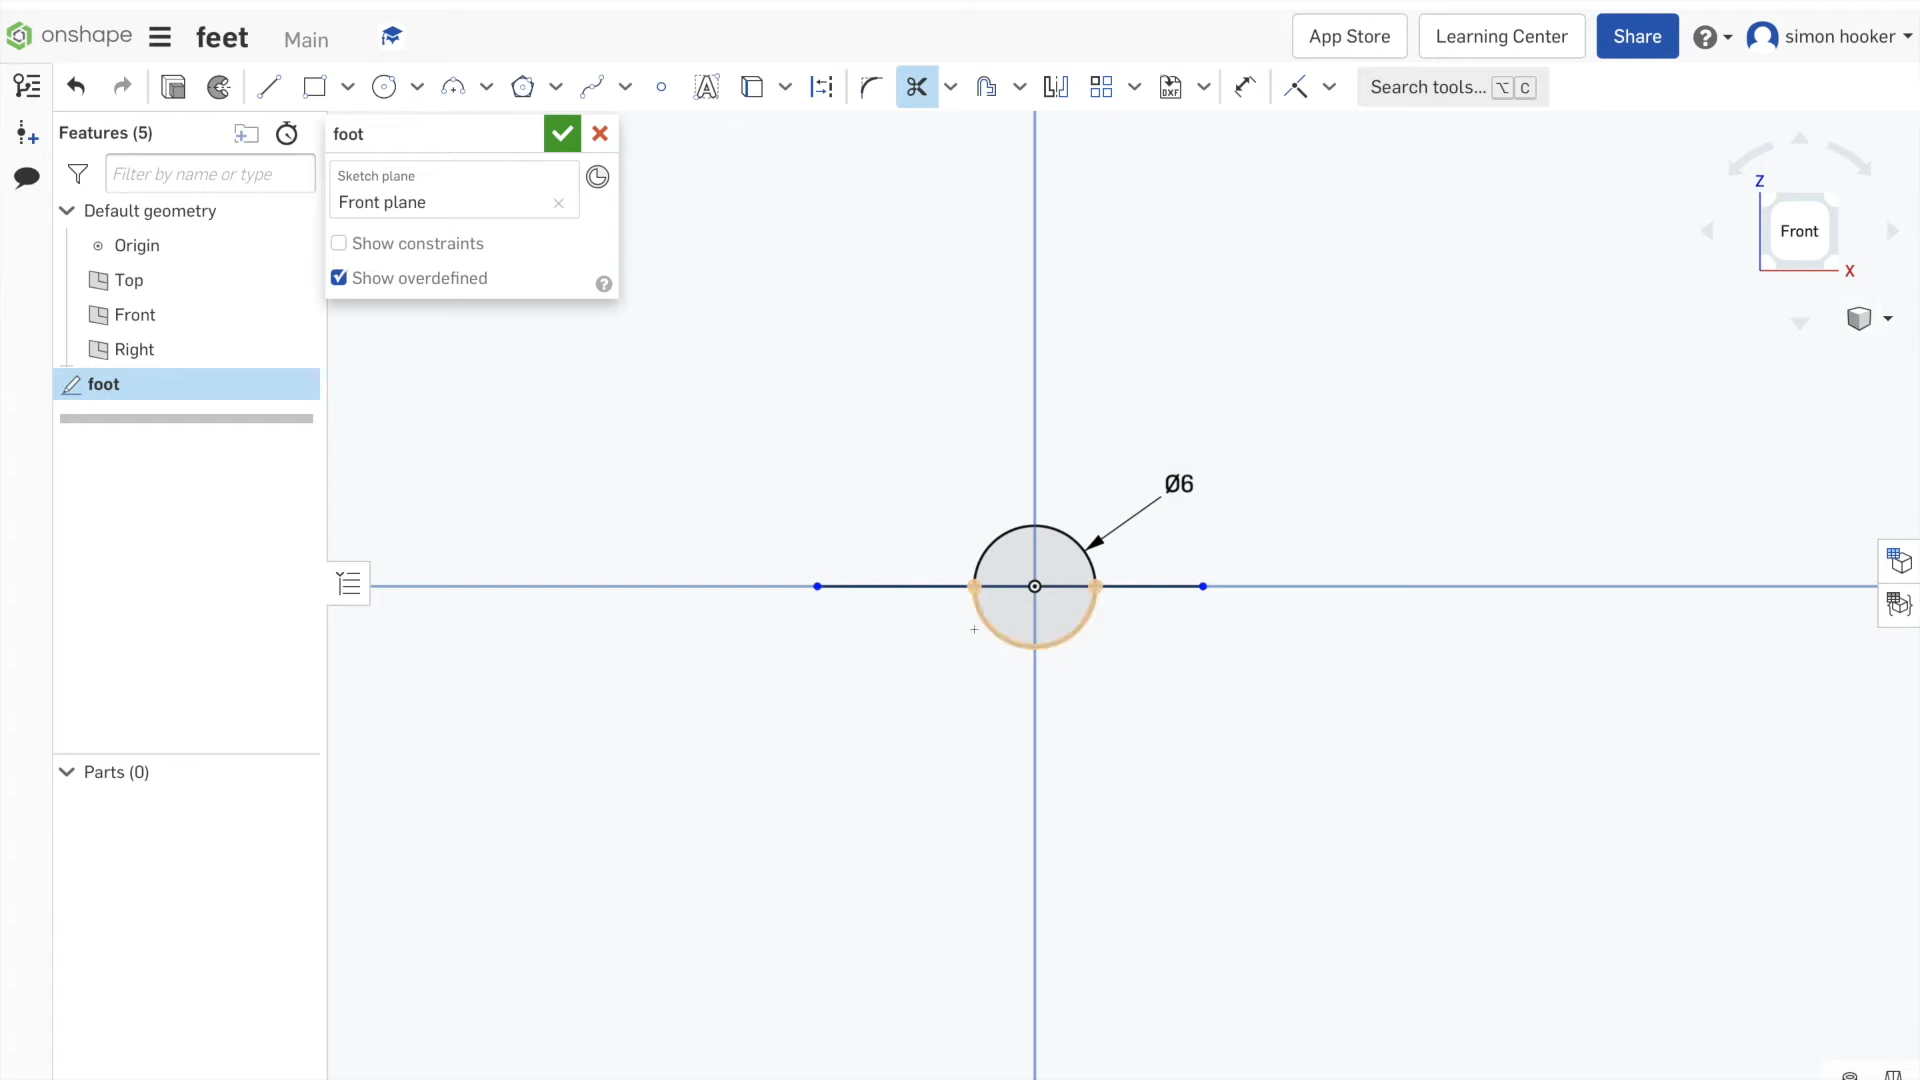 onshape
feet
Main
App Store
Learning Center
Share
?
simon hooker
A
DXF
Search tools... ⌥ C
Features (5)
Filter by name or type
Default geometry
Origin
Top
Front
Right
foot
Parts (0)
foot
Sketch plane
Front plane
Show constraints
Show overdefined
?
Ø6
Z
Front
X